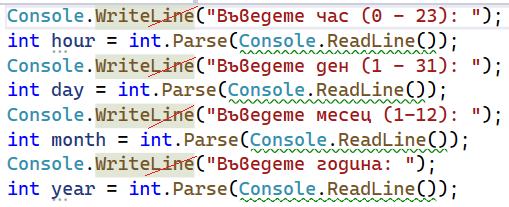 Console.WriteLine("Въведете час (0 – 23): ");
int hour = int.Parse(Console.ReadLine());
Console.WriteLine("Въведете ден (1 – 31): ");
int day = int.Parse(Console.ReadLine());
Console.WriteLine("Въведете месец (1-12): ");
int month = int.Parse(Console.ReadLine());
Console.WriteLine("Въведете година: ");
int year = int.Parse(Console.ReadLine());